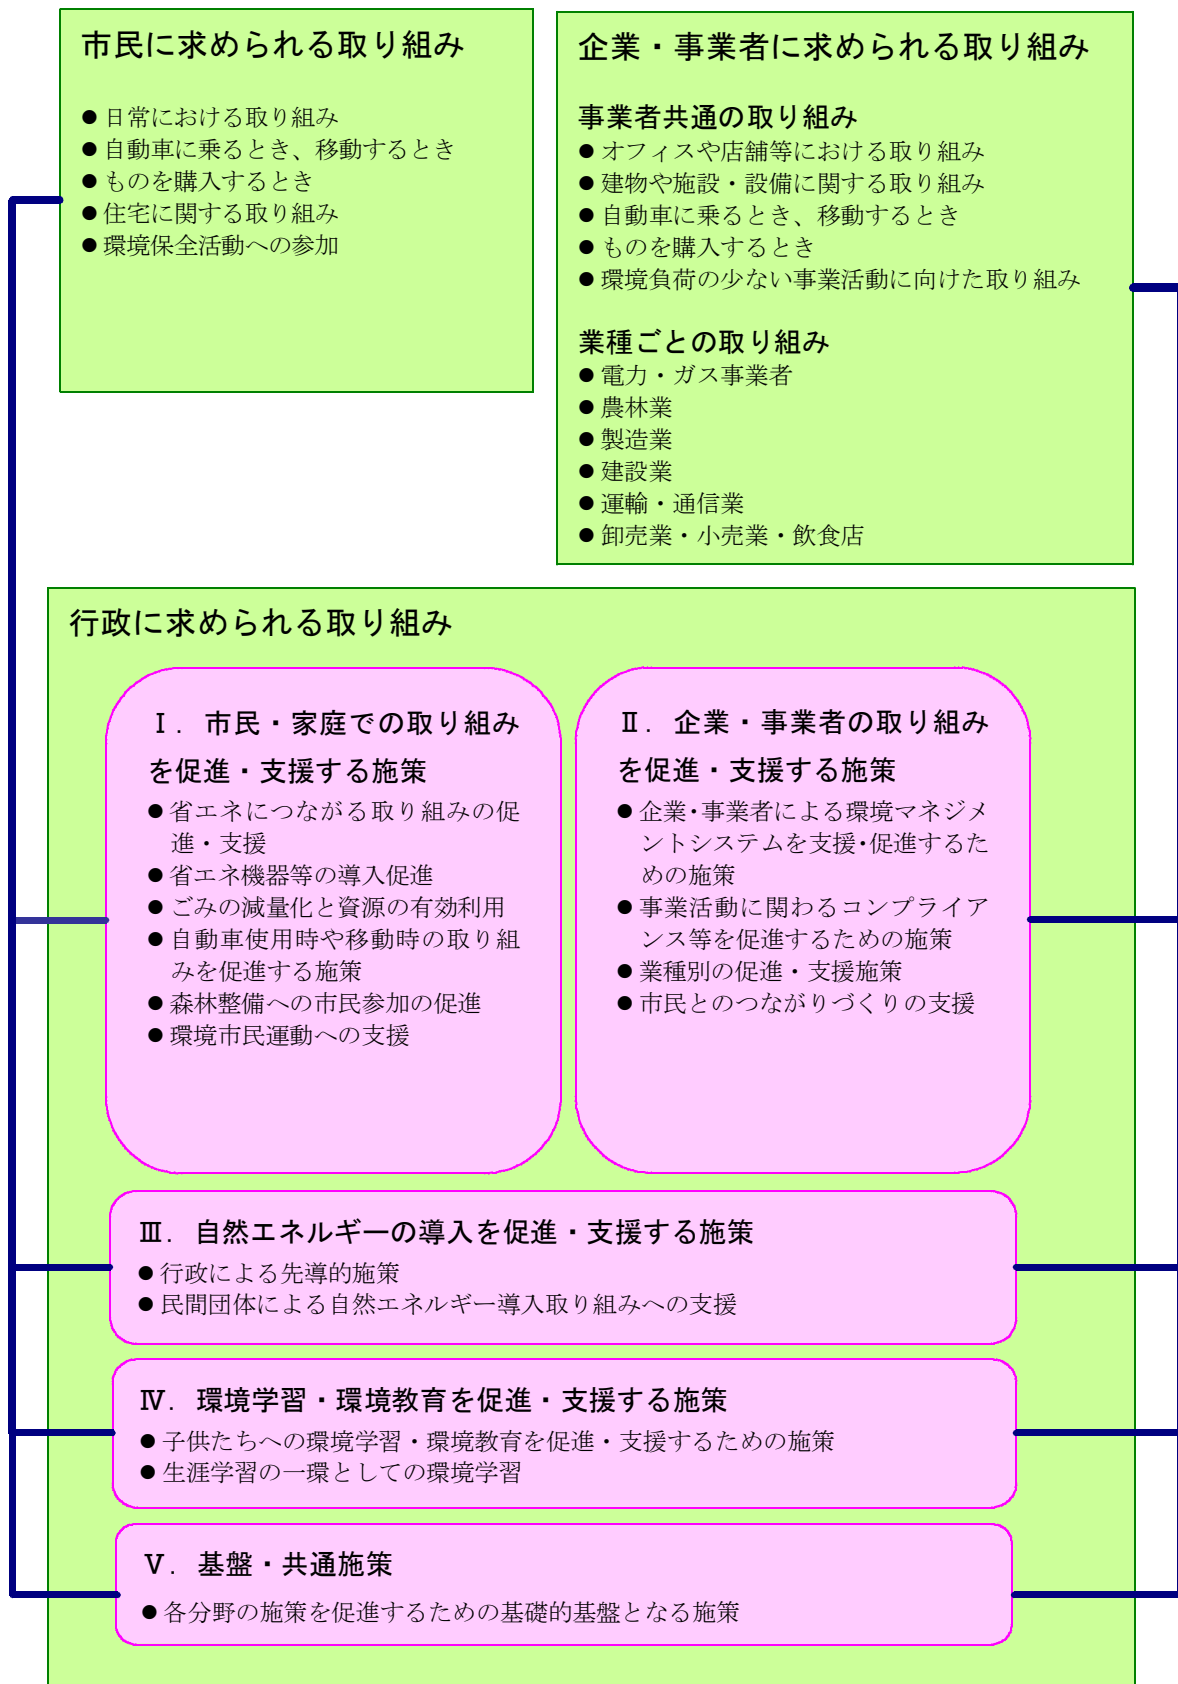 市民に求められる取り組み
●日常における取り組み
●自動車に乗るとき、移動するとき
●ものを購入するとき
●住宅に関する取り組み
●環境保全活動への参加
企業・事業者に求められる取り組み
事業者共通の取り組み
●オフィスや店舗等における取り組み
●建物や施設・設備に関する取り組み
●自動車に乗るとき、移動するとき
●ものを購入するとき
●環境負荷の少ない事業活動に向けた取り組み
業種ごとの取り組み
●電力・ガス事業者
●農林業
●製造業
●建設業
●運輸・通信業
●卸売業・小売業・飲食店
行政に求められる取り組み
Ⅰ．市民・家庭での取り組み
を促進・支援する施策
●省エネにつながる取り組みの促
進・支援
●省エネ機器等の導入促進
●ごみの減量化と資源の有効利用
●自動車使用時や移動時の取り組
みを促進する施策
●森林整備への市民参加の促進
●環境市民運動への支援
Ⅱ．企業・事業者の取り組み
を促進・支援する施策
●企業・事業者による環境マネジメ
ントシステムを支援・促進するた
めの施策
●事業活動に関わるコンプライア
ンス等を促進するための施策
●業種別の促進・支援施策
●市民とのつながりづくりの支援
Ⅲ．自然エネルギーの導入を促進・支援する施策
●行政による先導的施策
●民間団体による自然エネルギー導入取り組みへの支援
Ⅳ．環境学習・環境教育を促進・支援する施策
●子供たちへの環境学習・環境教育を促進・支援するための施策
●生涯学習の一環としての環境学習
Ⅴ．基盤・共通施策
●各分野の施策を促進するための基礎的基盤となる施策